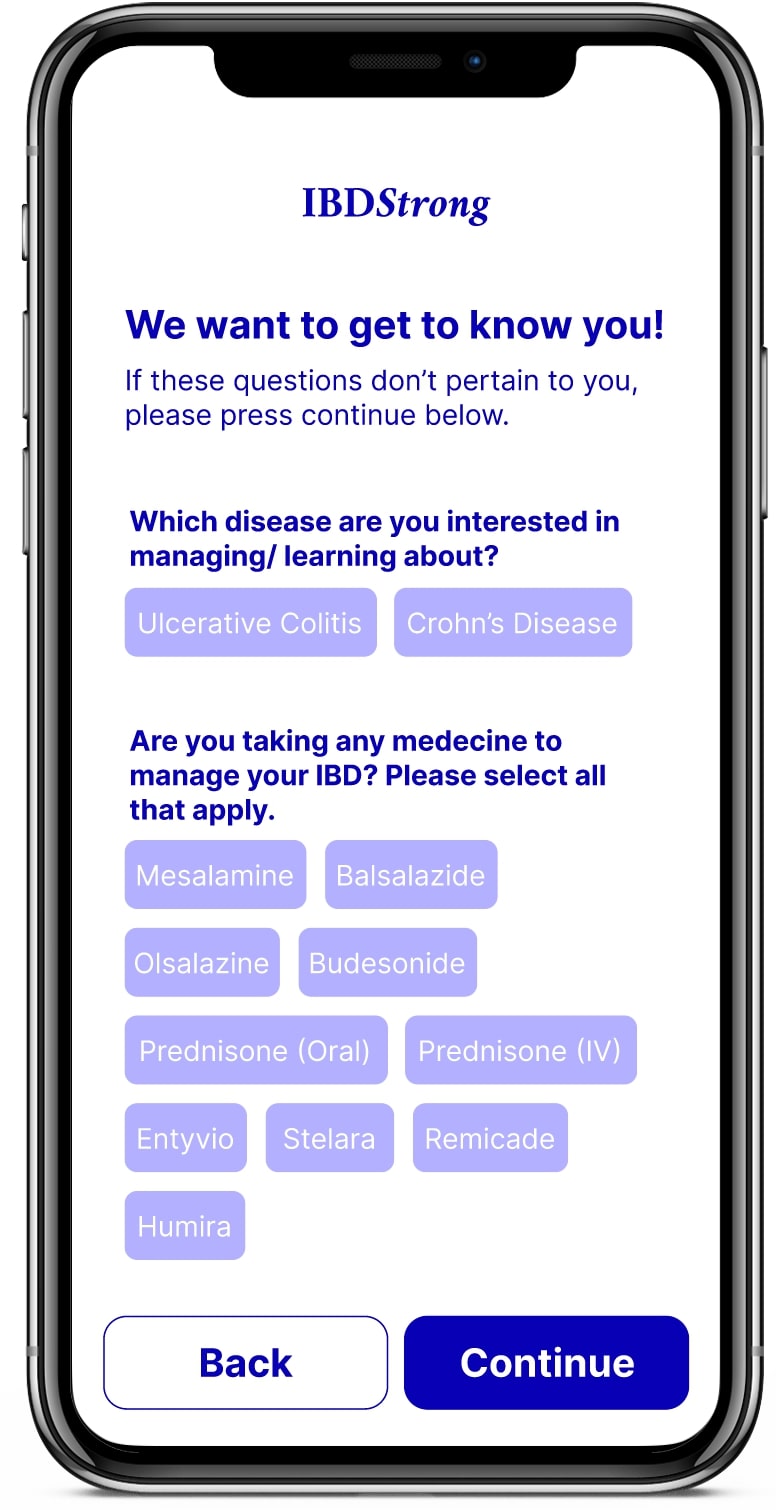 IBDStrong
We want to get to know you!
If these questions don’t pertain to you,
please press continue below.
Which disease are you interested in
managing/ learning about?
Ulcerative Colitis Crohn’s Disease
Are you taking any medecine to
manage your IBD? Please select all
that apply.
Mesalamine Balsalazide
Olsalazine Budesonide
Prednisone (Oral) Prednisone (IV)
Entyvio Stelara Remicade
Humira
Back Continue